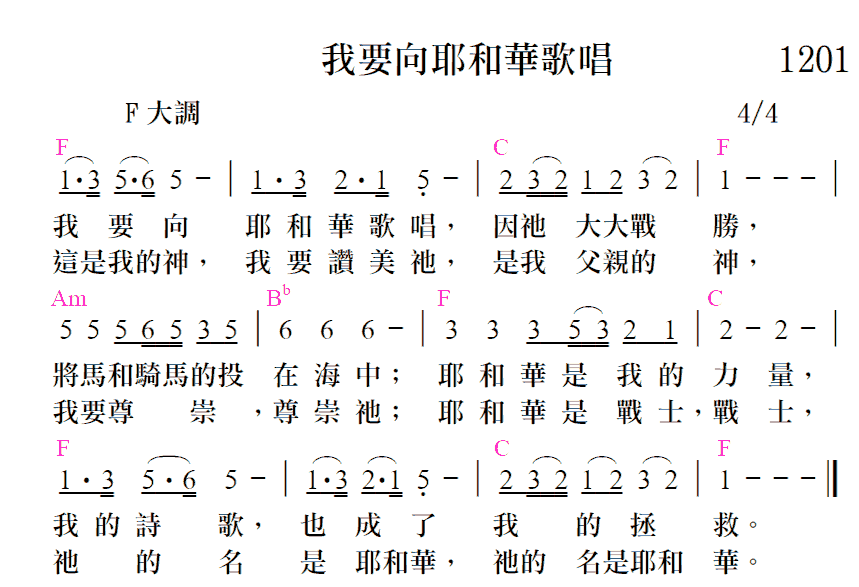 我要向耶和華歌唱 1201
F大調 4/4
F C F
1·3 5·6 5 - | 1·3 2·1 5 - | 2 3 2 1 2 3 2 | 1 - - - |
我要向 耶和華歌唱，因祂 大大戰 勝，
這是我的神，我要讚美祂，是我 父親的 神，
Am Bb F C
5 5 5 6 5 3 5 | 6 6 6 - | 3 3 3 5 3 2 1 | 2 - 2 - |
將馬和騎馬的投 在海中；耶和華是我的力量，
我要尊 崇，尊崇祂；耶和華是戰士，戰士，
F C F
1·3 5·6 5 - | 1·3 2·1 5 - | 2 3 2 1 2 3 2 | 1 - - - ||
我的詩歌，也成了 我 的拯 救。
祂 的 名 是 耶和華，祂的 名是耶和 華。